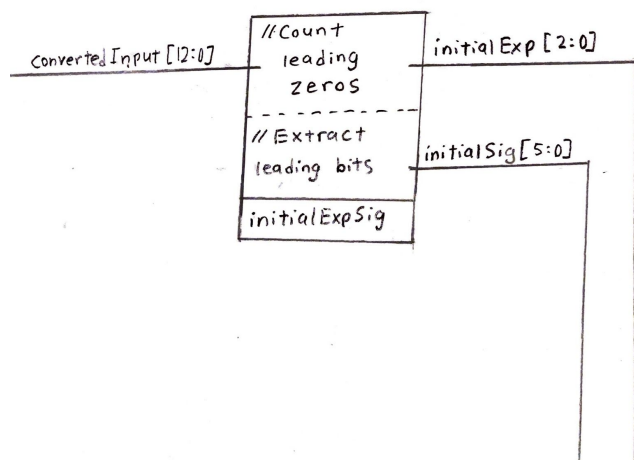 convertedInput [12:0]
//Count
leading
zeros
initialExp [2:0]
//Extract
leading bits
initialSig[5:0]
initialExpSig